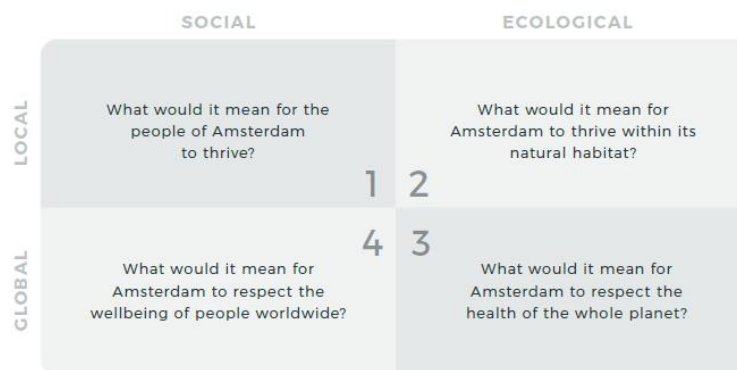 SOCIAL
ECOLOGICAL
LOCAL
What would it mean for the
people of Amsterdam
to thrive?
1
What would it mean for
Amsterdam to thrive within its
natural habitat?
2
GLOBAL
4
What would it mean for
Amsterdam to respect the
wellbeing of people worldwide?
3
What would it mean for
Amsterdam to respect the
health of the whole planet?